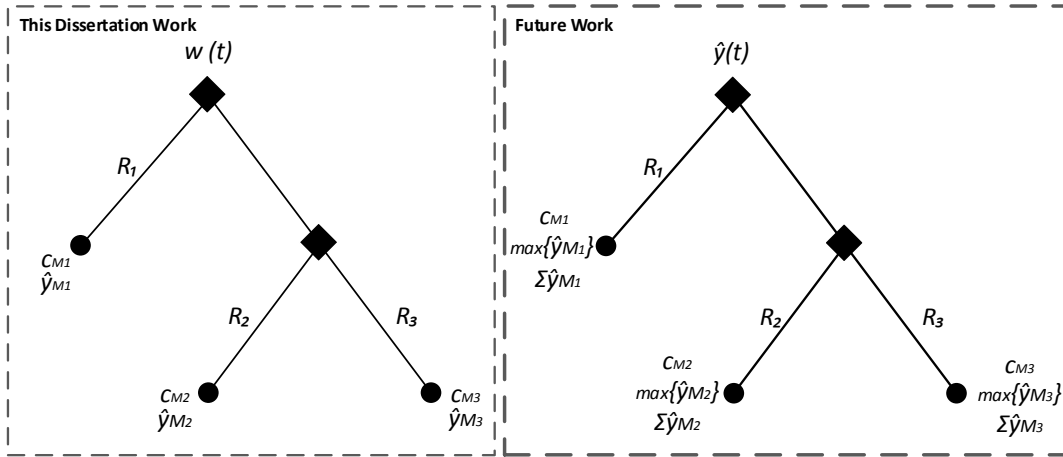 This Dissertation Work
w (t)
R1
CM1
ŷM1
R2
R3
CM2
ŷM2
CM3
ŷM3
Future Work
ŷ(t)
R1
CM1
max{ŷM1}
ΣŷM1
R2
R3
CM2
max{ŷM2}
ΣŷM2
CM3
max{ŷM3}
ΣŷM3